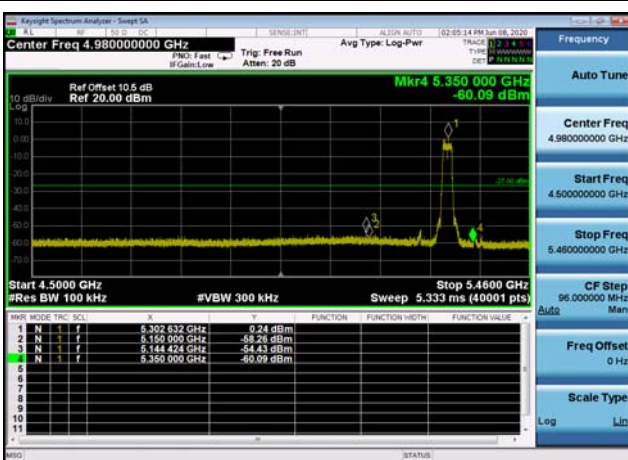 Keysight Spectrum Analyzer - Swept SA
RL RF 50 Ω DC SENSE:INT ALIGN AUTO 02:05:14 PM Jun 08, 2020
Center Freq 4.980000000 GHz
PNO: Fast
IFGain:Low
Trig: Free Run
Atten: 20 dB
Avg Type: Log-Pwr
TRACE 1 2 3 4 5 6
TYPE
DET P N N N N N
Ref Offset 10.5 dB
Ref 20.00 dBm
10 dB/div
Log
Mkr4 5.350 000 GHz
-60.09 dBm
10.0
0.00
-10.0
-20.0
-30.0
-40.0
-50.0
-60.0
-70.0
-27.00 dBm
1
3
2
4
Start 4.5000 GHz
Stop 5.4600 GHz
#Res BW 100 kHz
#VBW 300 kHz
Sweep 5.333 ms (40001 pts)
MKR MODE TRC SCL X Y FUNCTION FUNCTION WIDTH FUNCTION VALUE
1 N 1 f 5.302 632 GHz 0.24 dBm
2 N 1 f 5.150 000 GHz -58.26 dBm
3 N 1 f 5.144 424 GHz -54.43 dBm
4 N 1 f 5.350 000 GHz -60.09 dBm
5
6
7
8
9
10
11
MSG
STATUS
Frequency
Auto Tune
Center Freq
4.980000000 GHz
Start Freq
4.500000000 GHz
Stop Freq
5.460000000 GHz
CF Step
96.000000 MHz
Auto Man
Freq Offset
0 Hz
Scale Type
Log Lin